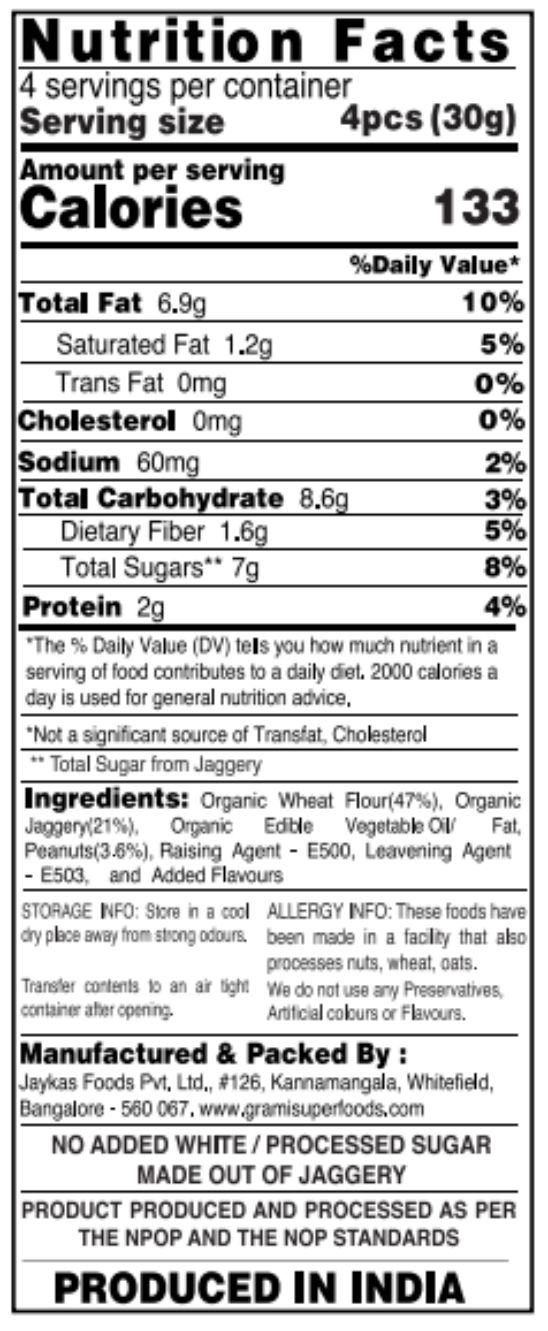 Nutrition Facts
4 servings per container
Serving size 4pcs (30g)
Amount per serving
Calories 133
%Daily Value*
Total Fat 6.9g 10%
Saturated Fat 1.2g 5%
Trans Fat 0mg 0%
Cholesterol 0mg 0%
Sodium 60mg 2%
Total Carbohydrate 8.6g 3%
Dietary Fiber 1.6g 5%
Total Sugars** 7g 8%
Protein 2g 4%
*The % Daily Value (DV) tells you how much nutrient in a
serving of food contributes to a daily diet. 2000 calories a
day is used for general nutrition advice.
*Not a significant source of Transfat, Cholesterol
** Total Sugar from Jaggery
Ingredients: Organic Wheat Flour(47%), Organic
Jaggery(21%), Organic Edible Vegetable Oil/ Fat,
Peanuts(3.6%), Raising Agent - E500, Leavening Agent
- E503, and Added Flavours
STORAGE INFO: Store in a cool
dry place away from strong odours.
Transfer contents to an air tight
container after opening.
ALLERGY INFO: These foods have
been made in a facility that also
processes nuts, wheat, oats.
We do not use any Preservatives,
Artificial colours or Flavours.
Manufactured & Packed By :
Jaykas Foods Pvt. Ltd., #126, Kannamangala, Whitefield,
Bangalore - 560 067. www.gramisuperfoods.com
NO ADDED WHITE / PROCESSED SUGAR
MADE OUT OF JAGGERY
PRODUCT PRODUCED AND PROCESSED AS PER
THE NPOP AND THE NOP STANDARDS
PRODUCED IN INDIA